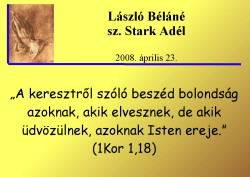 László Béláné
sz. Stark Adél
2008. április 23.
„A keresztről szóló beszéd bolondság
azoknak, akik elvesznek, de akik
üdvözülnek, azoknak Isten ereje.”
(1Kor 1,18)